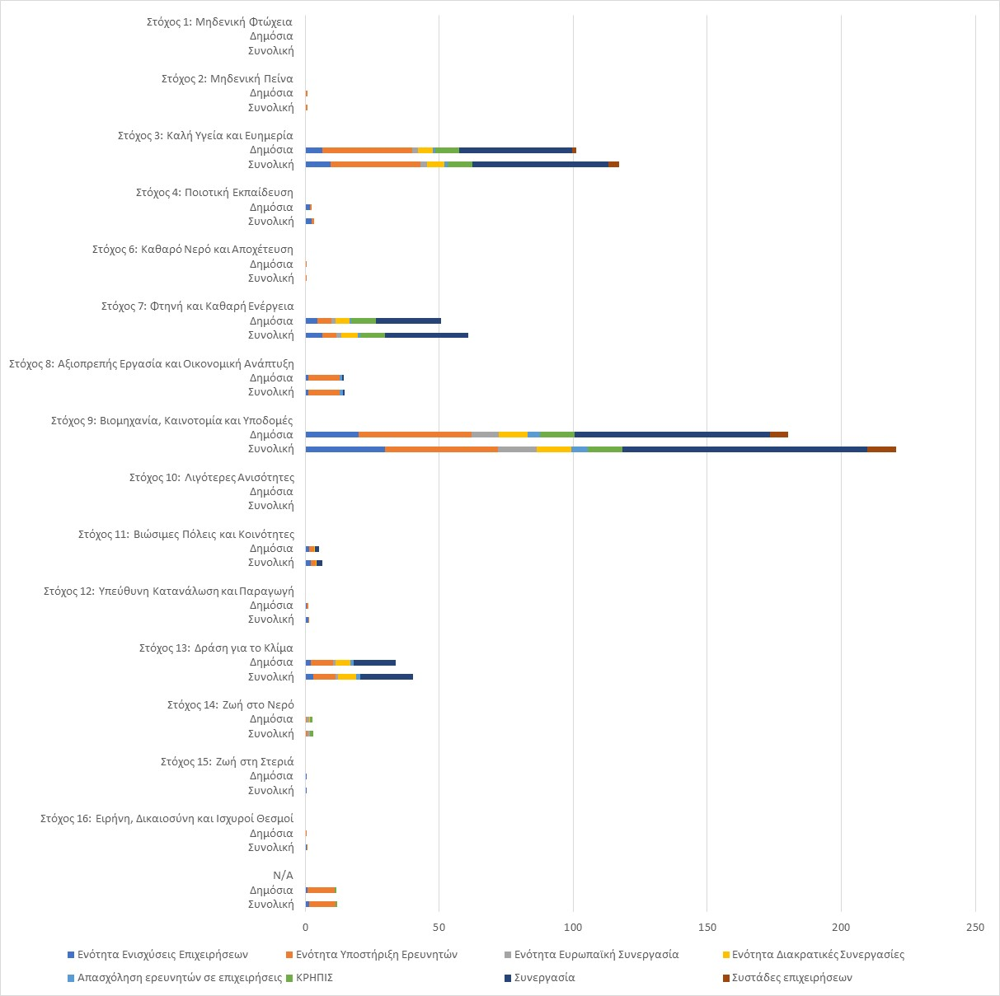 Στόχος 1: Μηδενική Φτώχεια
Δημόσια
Συνολική
Στόχος 2: Μηδενική Πείνα
Δημόσια
Συνολική
Στόχος 3: Καλή Υγεία και Ευημερία
Δημόσια
Συνολική
Στόχος 4: Ποιοτική Εκπαίδευση
Δημόσια
Συνολική
Στόχος 6: Καθαρό Νερό και Αποχέτευση
Δημόσια
Συνολική
Στόχος 7: Φτηνή και Καθαρή Ενέργεια
Δημόσια
Συνολική
Στόχος 8: Αξιοπρεπής Εργασία και Οικονομική Ανάπτυξη
Δημόσια
Συνολική
Στόχος 9: Βιομηχανία, Καινοτομία και Υποδομές
Δημόσια
Συνολική
Στόχος 10: Λιγότερες Ανισότητες
Δημόσια
Συνολική
Στόχος 11: Βιώσιμες Πόλεις και Κοινότητες
Δημόσια
Συνολική
Στόχος 12: Υπεύθυνη Κατανάλωση και Παραγωγή
Δημόσια
Συνολική
Στόχος 13: Δράση για το Κλίμα
Δημόσια
Συνολική
Στόχος 14: Ζωή στο Νερό
Δημόσια
Συνολική
Στόχος 15: Ζωή στη Στεριά
Δημόσια
Συνολική
Στόχος 16: Ειρήνη, Δικαιοσύνη και Ισχυροί Θεσμοί
Δημόσια
Συνολική
N/A
Δημόσια
Συνολική
0 50 100 150 200 250
Ενότητα Ενισχύσεις Επιχειρήσεων Ενότητα Υποστήριξη Ερευνητών Ενότητα Ευρωπαϊκή Συνεργασία Ενότητα Διακρατικές Συνεργασίες
Απασχόληση ερευνητών σε επιχειρήσεις ΚΡΗΠΙΣ Συνεργασία Συστάδες επιχειρήσεων